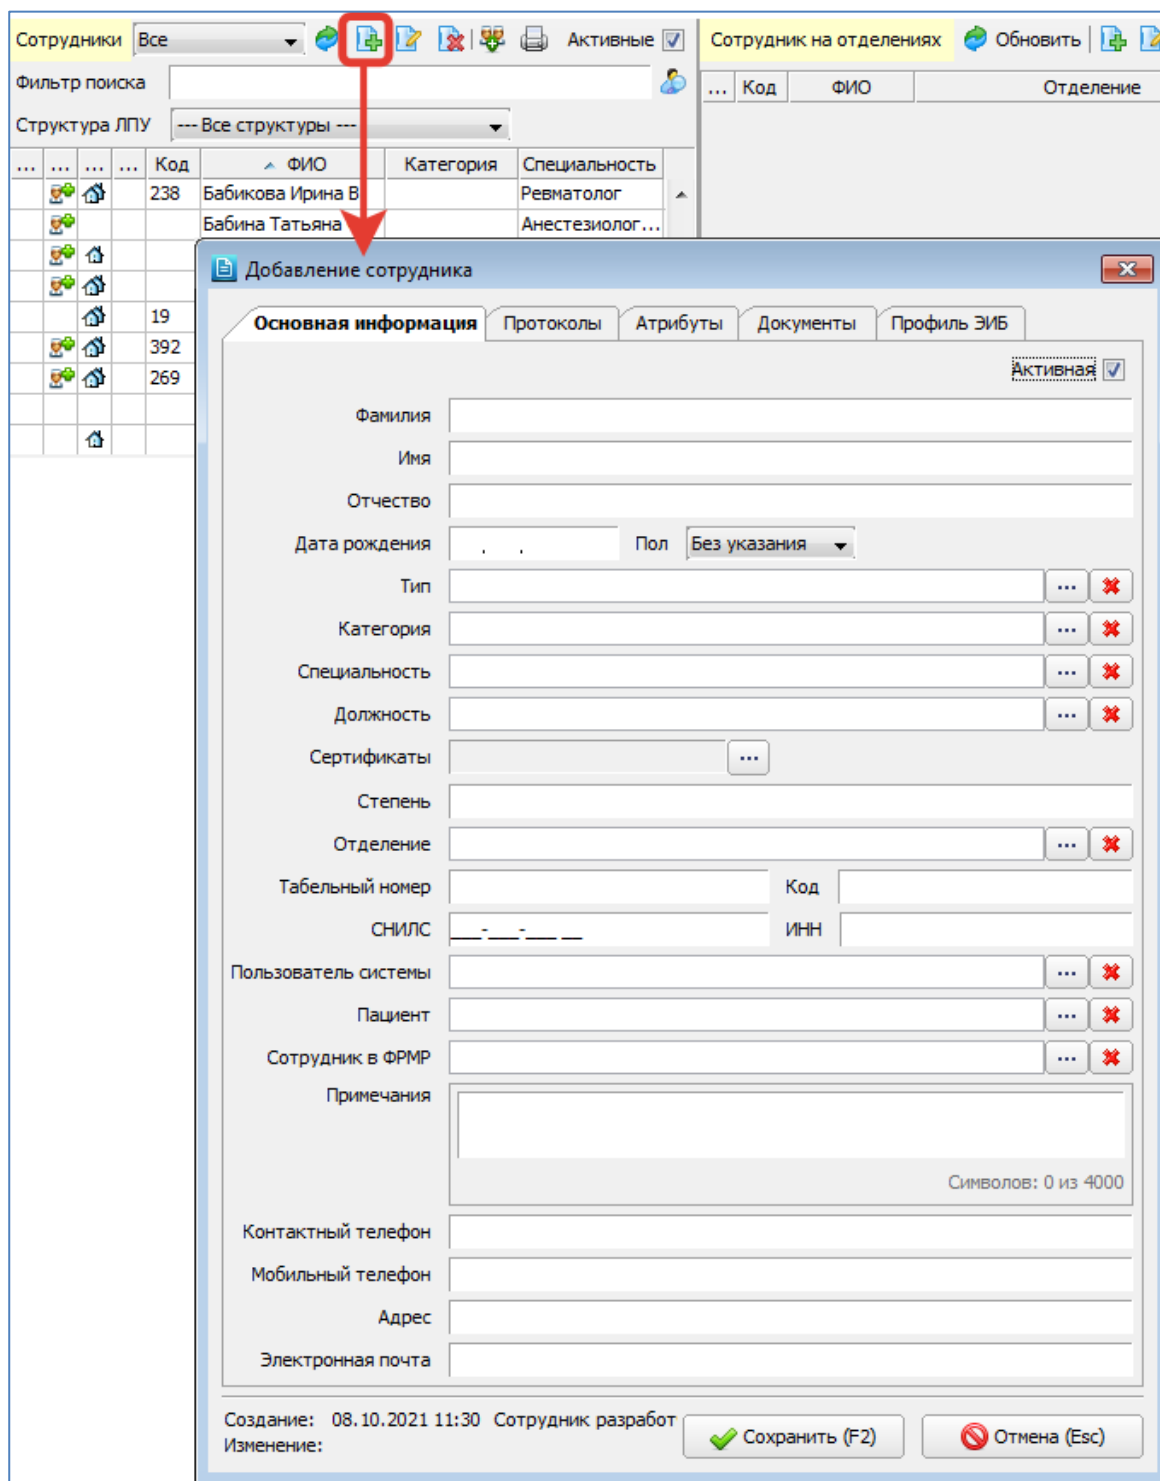 Сотрудники Все Активные Сотрудник на отделениях Обновить
Фильтр поиска
... Код ФИО Отделение
Структура ЛПУ --- Все структуры ---
... ... ... ... Код ФИО Категория Специальность
238 Бабикова Ирина В Ревматолог
Бабина Татьяна Анестезиолог...
Добавление сотрудника
19
392
269
Основная информация Протоколы Атрибуты Документы Профиль ЭИБ
Активная
Фамилия
Имя
Отчество
Дата рождения . . Пол Без указания
Тип ...
Категория ...
Специальность ...
Должность ...
Сертификаты ...
Степень
Отделение ...
Табельный номер Код
СНИЛС ___-___-___ __ ИНН
Пользователь системы ...
Пациент ...
Сотрудник в ФРМР ...
Примечания
Символов: 0 из 4000
Контактный телефон
Мобильный телефон
Адрес
Электронная почта
Создание: 08.10.2021 11:30 Сотрудник разработ
Изменение:
Сохранить (F2) Отмена (Esc)